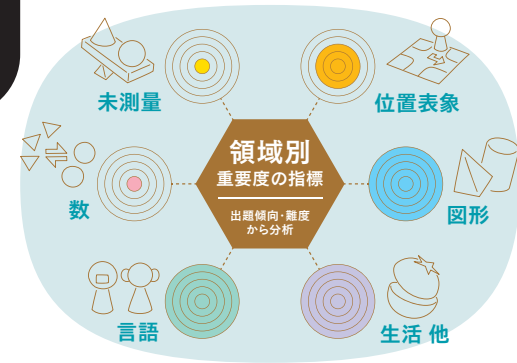 未測量
位置表象
領域別
重要度の指標
出題傾向・難度
から分析
数
図形
言語
生活 他